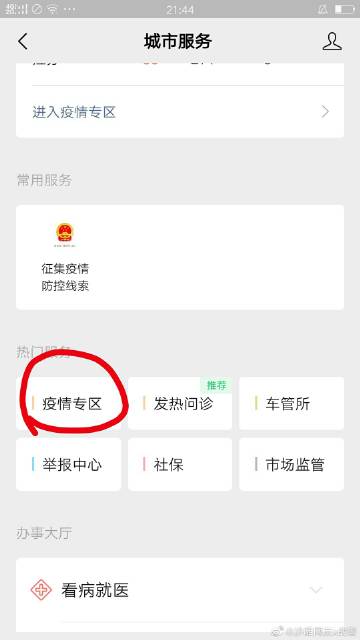 21:44
城市服务
进入疫情专区
常用服务
征集疫情
防控线索
热门服务
推荐
疫情专区
发热问诊
车管所
举报中心
社保
市场监管
办事大厅
看病就医